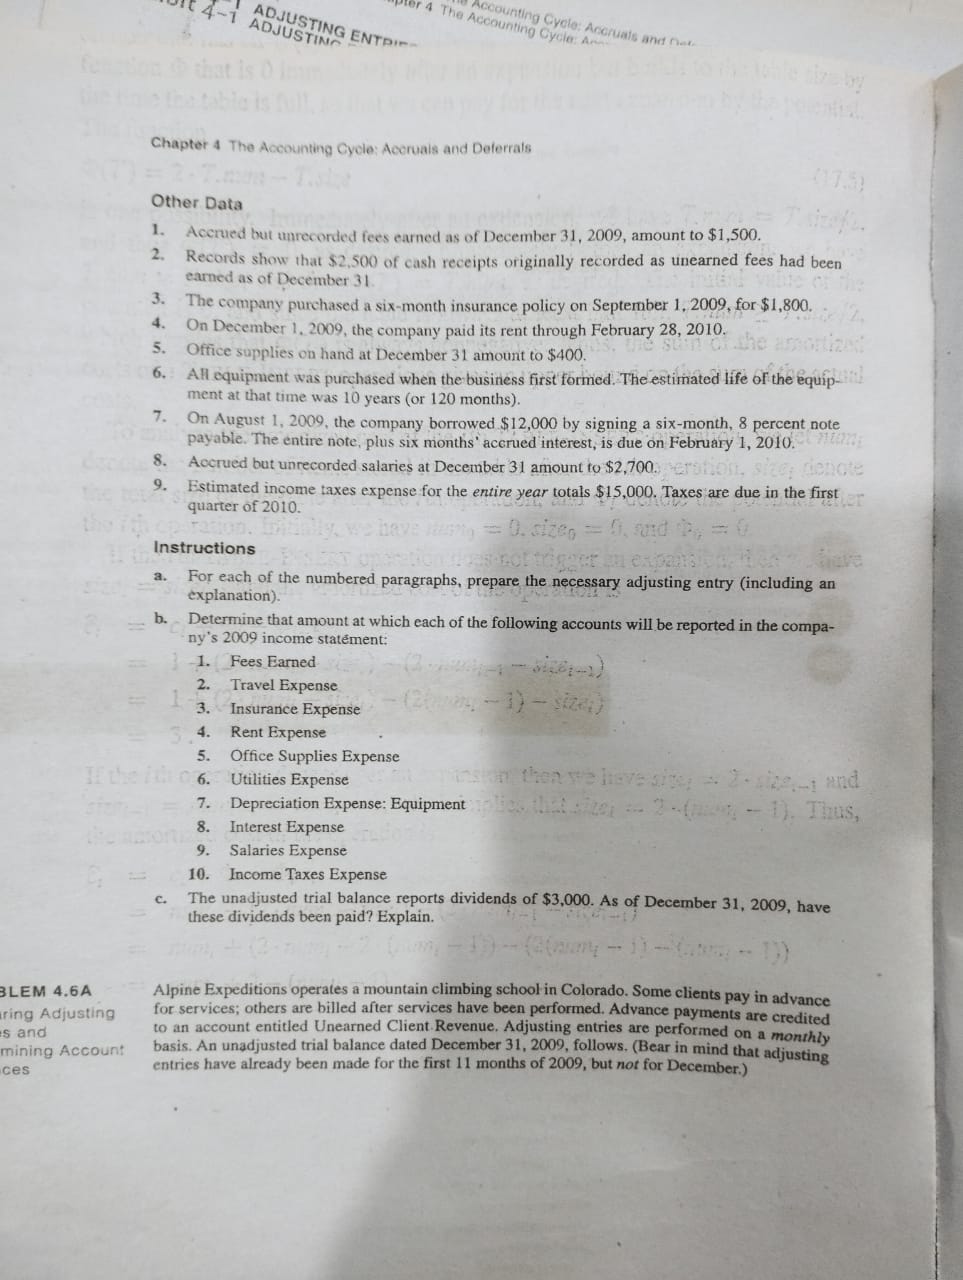 4-1 ADJUSTING
ADJUSTING
Accounting Cycle: Accruals and
4 The Accounting Cycle:
Chapter 4 The Accounting Cycle: Accruals and Deferrals
Other Data
1. Accrued but unrecorded fees earned as of December 31, 2009, amount to $1,500.
2. Records show that $2,500 of cash receipts originally recorded as unearned fees had been
earned as of December 31.
3. The company purchased a six-month insurance policy on September 1, 2009, for $1,800.
4. On December 1, 2009, the company paid its rent through February 28, 2010.
5. Office supplies on hand at December 31 amount to $400.
6. All equipment was purchased when the business first formed. The estimated life of the equip-
ment at that time was 10 years (or 120 months).
7. On August 1, 2009, the company borrowed $12,000 by signing a six-month, 8 percent note
payable. The entire note, plus six months' accrued interest, is due on February 1, 2010.
8. Accrued but unrecorded salaries at December 31 amount to $2,700.
9. Estimated income taxes expense for the entire year totals $15,000. Taxes are due in the first
quarter of 2010.
Instructions
a. For each of the numbered paragraphs, prepare the necessary adjusting entry (including an
explanation).
b. Determine that amount at which each of the following accounts will be reported in the compa-
ny's 2009 income statement:
1. Fees Earned
2. Travel Expense
3. Insurance Expense
4. Rent Expense
5. Office Supplies Expense
6. Utilities Expense
7. Depreciation Expense: Equipment
8. Interest Expense
9. Salaries Expense
10. Income Taxes Expense
c. The unadjusted trial balance reports dividends of $3,000. As of December 31, 2009, have
these dividends been paid? Explain.
BLEM 4.6A
aring Adjusting
es and
mining Account
ces
Alpine Expeditions operates a mountain climbing school in Colorado. Some clients pay in advance
for services; others are billed after services have been performed. Advance payments are credited
to an account entitled Unearned Client Revenue. Adjusting entries are performed on a monthly
basis. An unadjusted trial balance dated December 31, 2009, follows. (Bear in mind that adjusting
entries have already been made for the first 11 months of 2009, but not for December.)